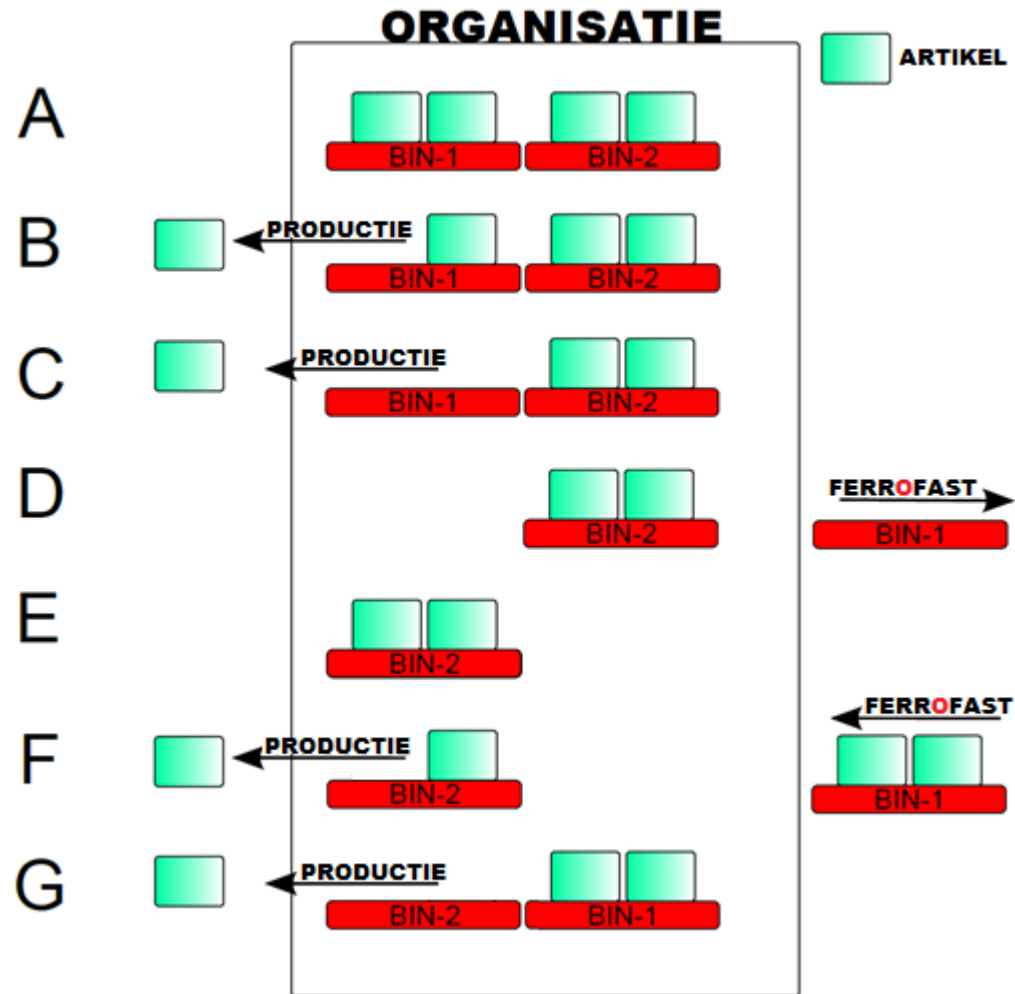 ORGANISATIE
ARTIKEL
A
BIN-1 BIN-2
B
PRODUCTIE
BIN-1 BIN-2
C
PRODUCTIE
BIN-1 BIN-2
D
FERROFAST
BIN-2 BIN-1
E
BIN-2
FERROFAST
F
PRODUCTIE
BIN-2 BIN-1
G
PRODUCTIE
BIN-2 BIN-1